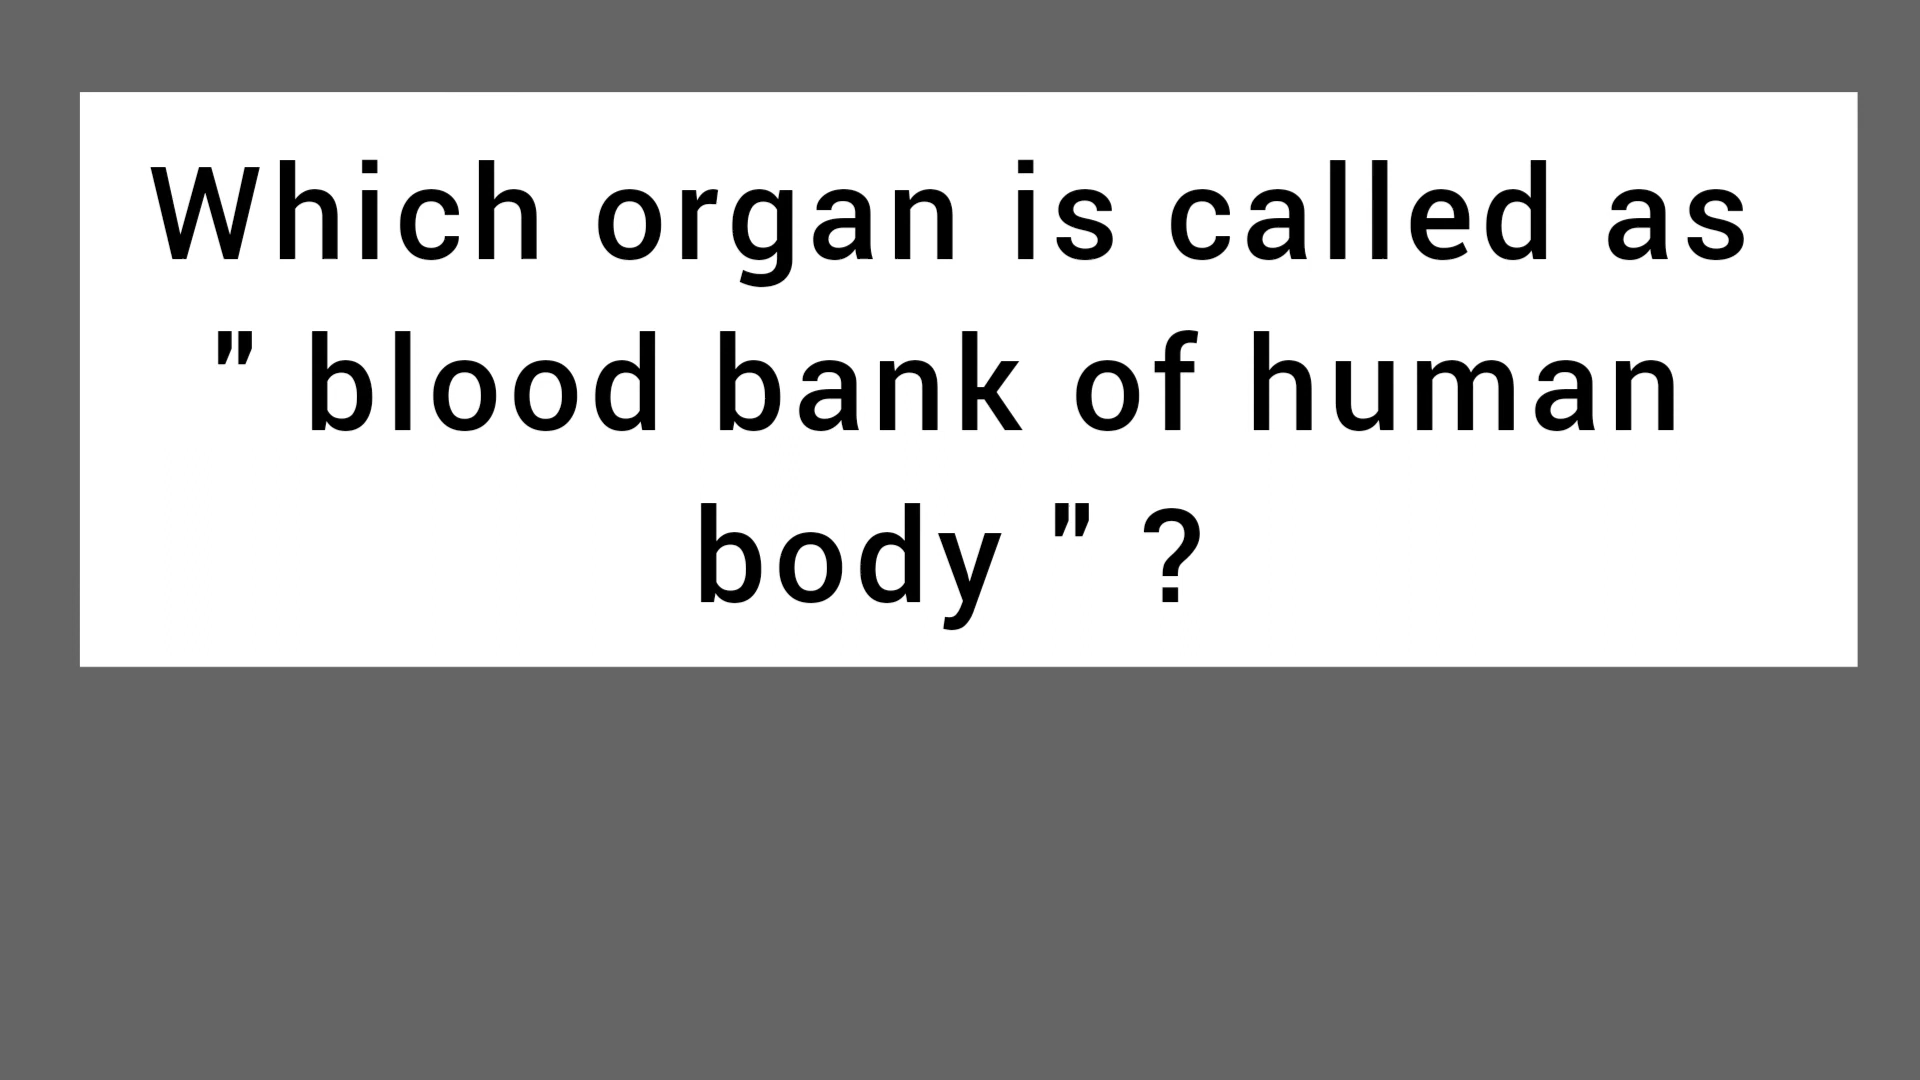 Which organ is called as
" blood bank of human
body " ?